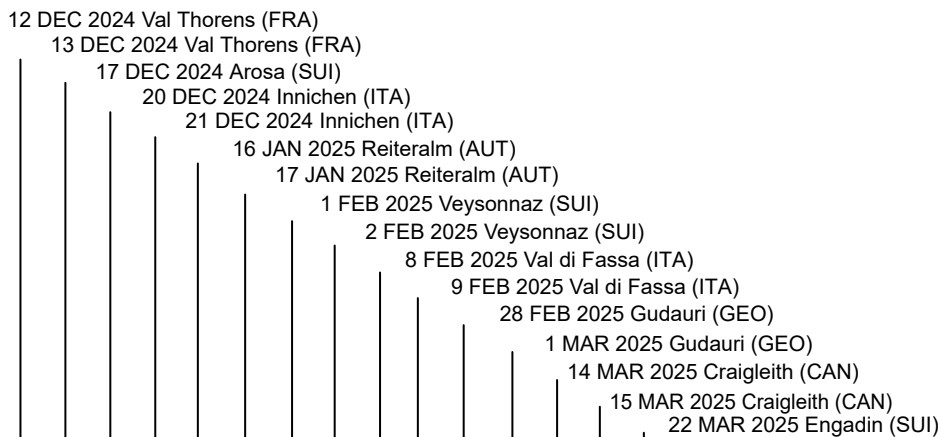 12 DEC 2024 Val Thorens (FRA)
13 DEC 2024 Val Thorens (FRA)
17 DEC 2024 Arosa (SUI)
20 DEC 2024 Innichen (ITA)
21 DEC 2024 Innichen (ITA)
16 JAN 2025 Reiteralm (AUT)
17 JAN 2025 Reiteralm (AUT)
1 FEB 2025 Veysonnaz (SUI)
2 FEB 2025 Veysonnaz (SUI)
8 FEB 2025 Val di Fassa (ITA)
9 FEB 2025 Val di Fassa (ITA)
28 FEB 2025 Gudauri (GEO)
1 MAR 2025 Gudauri (GEO)
14 MAR 2025 Craigleith (CAN)
15 MAR 2025 Craigleith (CAN)
22 MAR 2025 Engadin (SUI)